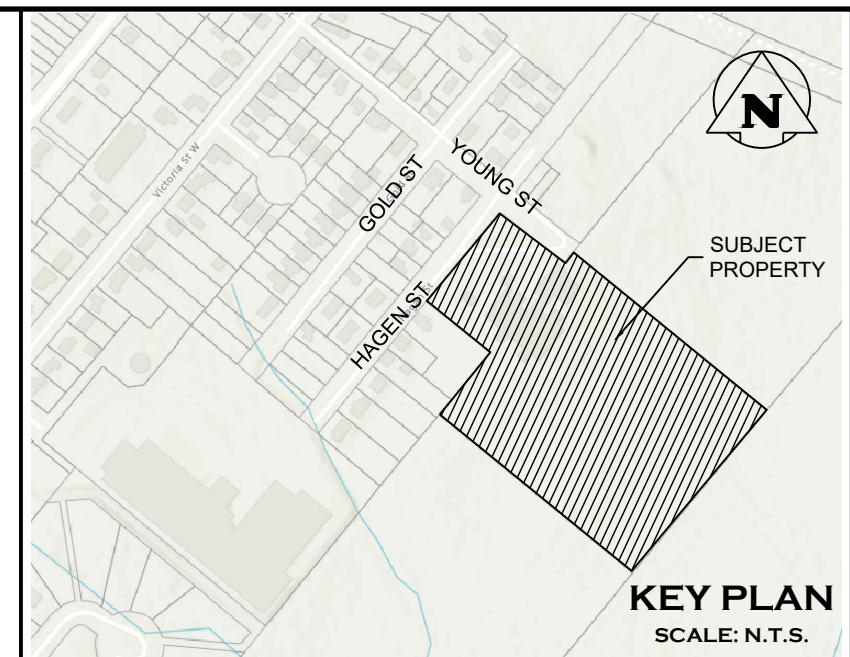 N
Victoria St W
GOLD ST
YOUNG ST
SUBJECT
PROPERTY
HAGEN ST
KEY PLAN
SCALE: N.T.S.